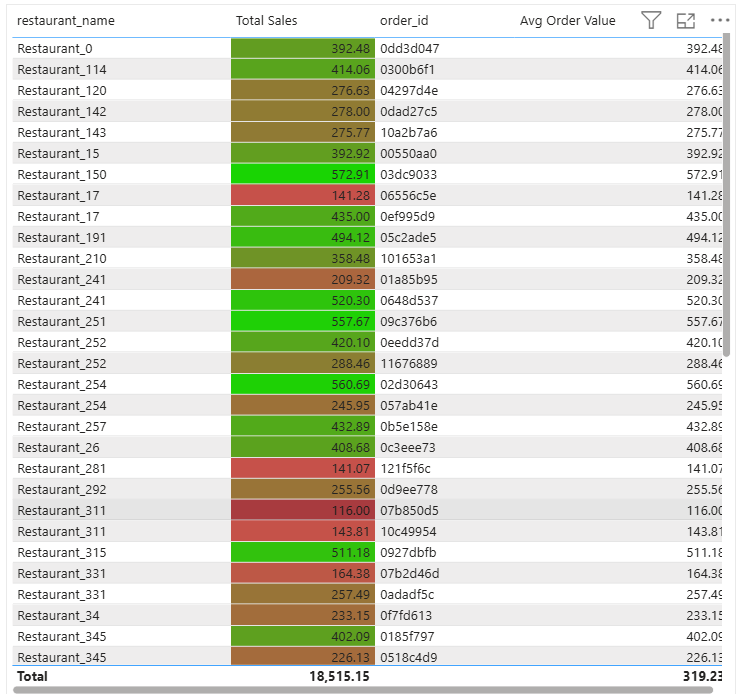 restaurant_name Total Sales order_id Avg Order Value
Restaurant_0 392.48 0dd3d047 392.48
Restaurant_114 414.06 0300b6f1 414.06
Restaurant_120 276.63 04297d4e 276.63
Restaurant_142 278.00 0dad27c5 278.00
Restaurant_143 275.77 10a2b7a6 275.77
Restaurant_15 392.92 00550aa0 392.92
Restaurant_150 572.91 03dc9033 572.91
Restaurant_17 141.28 06556c5e 141.28
Restaurant_17 435.00 0ef995d9 435.00
Restaurant_191 494.12 05c2ade5 494.12
Restaurant_210 358.48 101653a1 358.48
Restaurant_241 209.32 01a85b95 209.32
Restaurant_241 520.30 0648d537 520.30
Restaurant_251 557.67 09c376b6 557.67
Restaurant_252 420.10 0eedd37d 420.10
Restaurant_252 288.46 11676889 288.46
Restaurant_254 560.69 02d30643 560.69
Restaurant_254 245.95 057ab41e 245.95
Restaurant_257 432.89 0b5e158e 432.89
Restaurant_26 408.68 0c3eee73 408.68
Restaurant_281 141.07 121f5f6c 141.07
Restaurant_292 255.56 0d9ee778 255.56
Restaurant_311 116.00 07b850d5 116.00
Restaurant_311 143.81 10c49954 143.81
Restaurant_315 511.18 0927dbfb 511.18
Restaurant_331 164.38 07b2d46d 164.38
Restaurant_331 257.49 0adadf5c 257.49
Restaurant_34 233.15 0f7fd613 233.15
Restaurant_345 402.09 0185f797 402.09
Restaurant_345 226.13 0518c4d9 226.13
Total 18,515.15 319.23